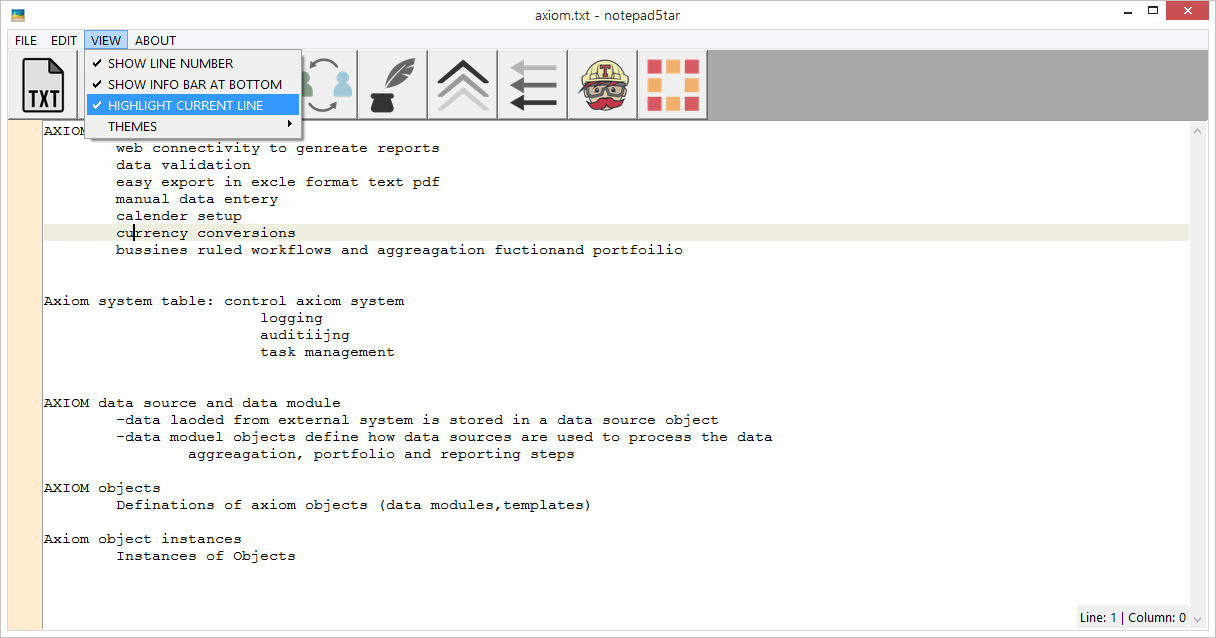 axiom.txt - notepad5tar
FILE EDIT VIEW ABOUT
SHOW LINE NUMBER
SHOW INFO BAR AT BOTTOM
HIGHLIGHT CURRENT LINE
THEMES
TXT
T
AXIOM
web connectivity to genreate reports
data validation
easy export in excle format text pdf
manual data entery
calender setup
currency conversions
bussines ruled workflows and aggreagation fuctionand portfoilio
Axiom system table: control axiom system
logging
auditiijng
task management
AXIOM data source and data module
-data laoded from external system is stored in a data source object
-data moduel objects define how data sources are used to process the data
aggreagation, portfolio and reporting steps
AXIOM objects
Definations of axiom objects (data modules,templates)
Axiom object instances
Instances of Objects
Line: 1 | Column: 0